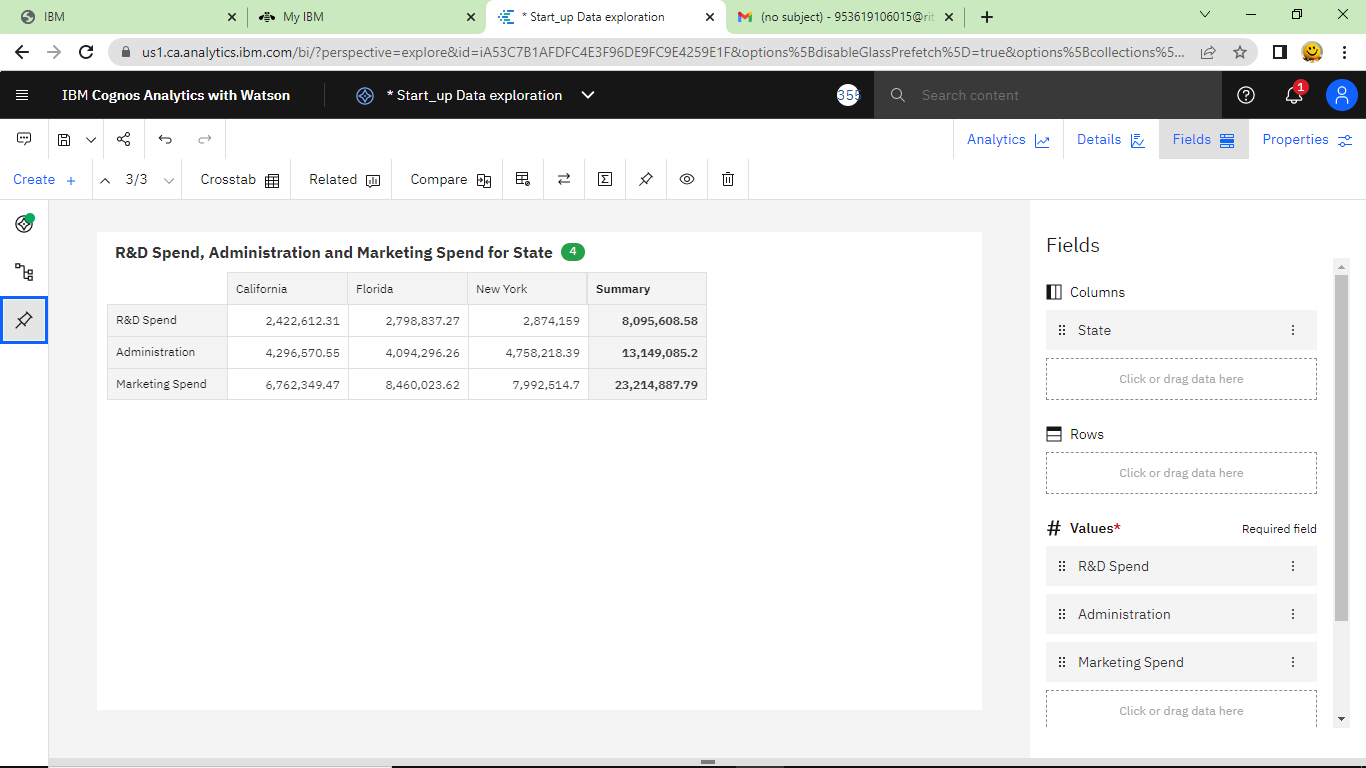 IBM
My IBM
* Start_up Data exploration
(no subject) - 953619106015@rit
us1.ca.analytics.ibm.com/bi/?perspective=explore&id=iA53C7B1AFDFC4E3F96DE9FC9E4259E1F&options%5BdisableGlassPrefetch%5D=true&options%5Bcollections%5...
IBM Cognos Analytics with Watson
* Start_up Data exploration
355
Search content
1
Analytics
Details
Fields
Properties
Create +
3/3
Crosstab
Related
Compare
R&D Spend, Administration and Marketing Spend for State 4
California Florida New York Summary
R&D Spend 2,422,612.31 2,798,837.27 2,874,159 8,095,608.58
Administration 4,296,570.55 4,094,296.26 4,758,218.39 13,149,085.2
Marketing Spend 6,762,349.47 8,460,023.62 7,992,514.7 23,214,887.79
Fields
Columns
State
Click or drag data here
Rows
Click or drag data here
# Values* Required field
R&D Spend
Administration
Marketing Spend
Click or drag data here